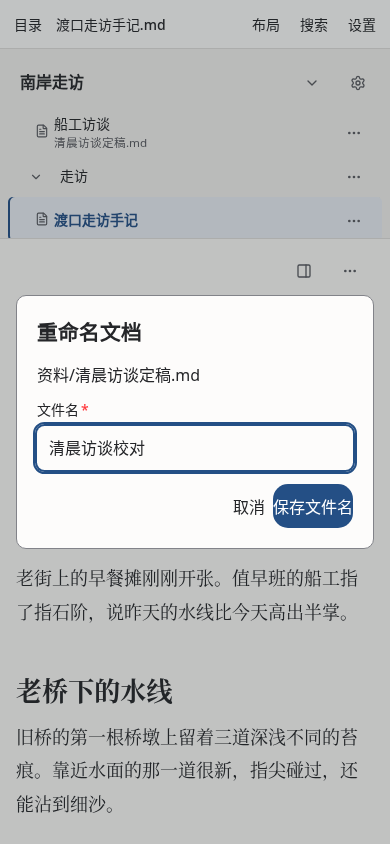 目录 渡口走访手记.md 布局 搜索 设置
南岸走访
船工访谈
清晨访谈定稿.md
走访
渡口走访手记
重命名文档
资料/清晨访谈定稿.md
文件名*
清晨访谈校对
取消 保存文件名
老街上的早餐摊刚刚开张。值早班的船工指
了指石阶，说昨天的水线比今天高出半掌。
老桥下的水线
旧桥的第一根桥墩上留着三道深浅不同的苔
痕。靠近水面的那一道很新，指尖碰过，还
能沾到细沙。